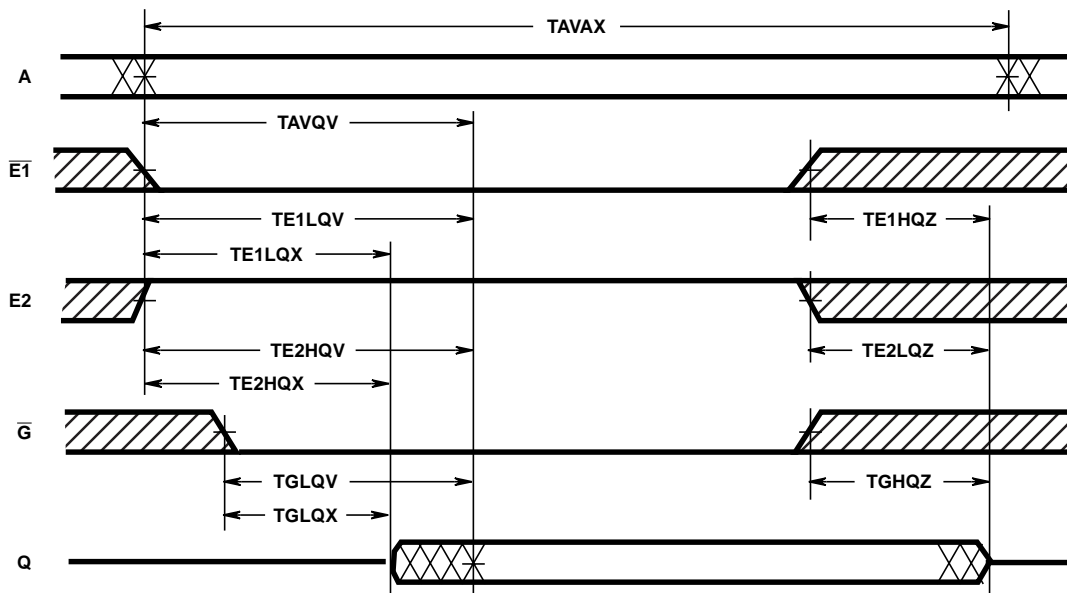 TAVAX
A
TAVQV
E1
TE1LQV
TE1HQZ
TE1LQX
E2
TE2HQV
TE2LQZ
TE2HQX
G
TGLQV
TGHQZ
TGLQX
Q